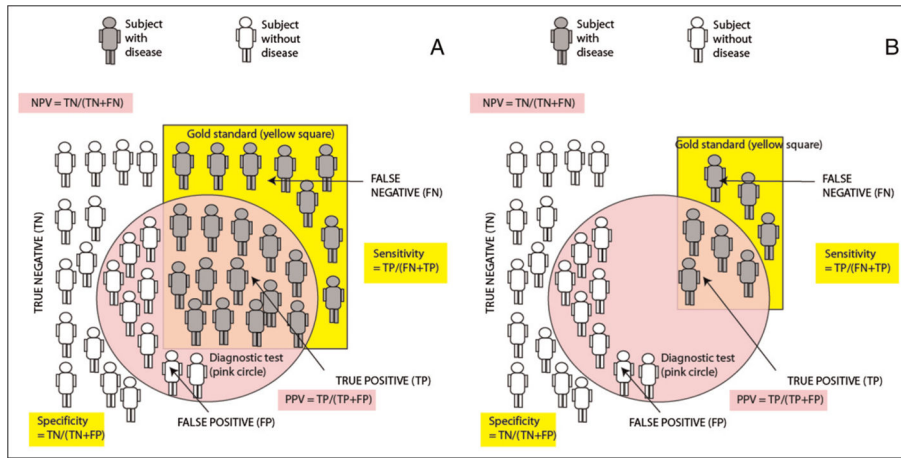 Subject
with
disease
Subject
without
disease
A
NPV = TN/(TN+FN)
Gold standard (yellow square)
FALSE
NEGATIVE (FN)
TRUE NEGATIVE (TN)
Sensitivity
= TP/(FN+TP)
Diagnostic test
(pink circle)
TRUE POSITIVE (TP)
PPV = TP/(TP+FP)
FALSE POSITIVE (FP)
Specificity
= TN/(TN+FP)
Subject
with
disease
Subject
without
disease
B
NPV = TN/(TN+FN)
Gold standard (yellow square)
FALSE
NEGATIVE (FN)
TRUE NEGATIVE (TN)
Sensitivity
= TP/(FN+TP)
Diagnostic test
(pink circle)
TRUE POSITIVE (TP)
PPV = TP/(TP+FP)
FALSE POSITIVE (FP)
Specificity
= TN/(TN+FP)